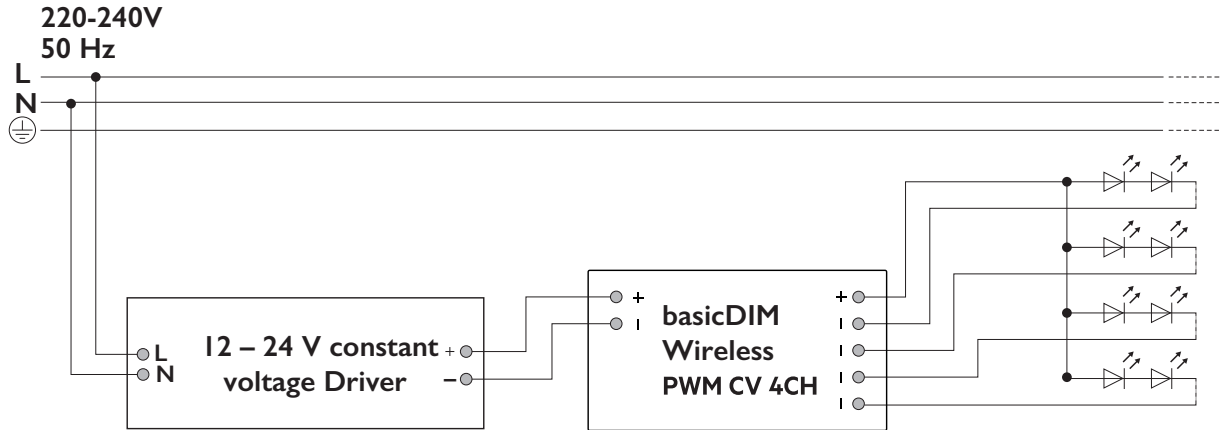 220-240V
50 Hz
L
N
L
N
12 – 24 V constant
voltage Driver
+
–
+
I
basicDIM
Wireless
PWM CV 4CH
+
I
I
I
I